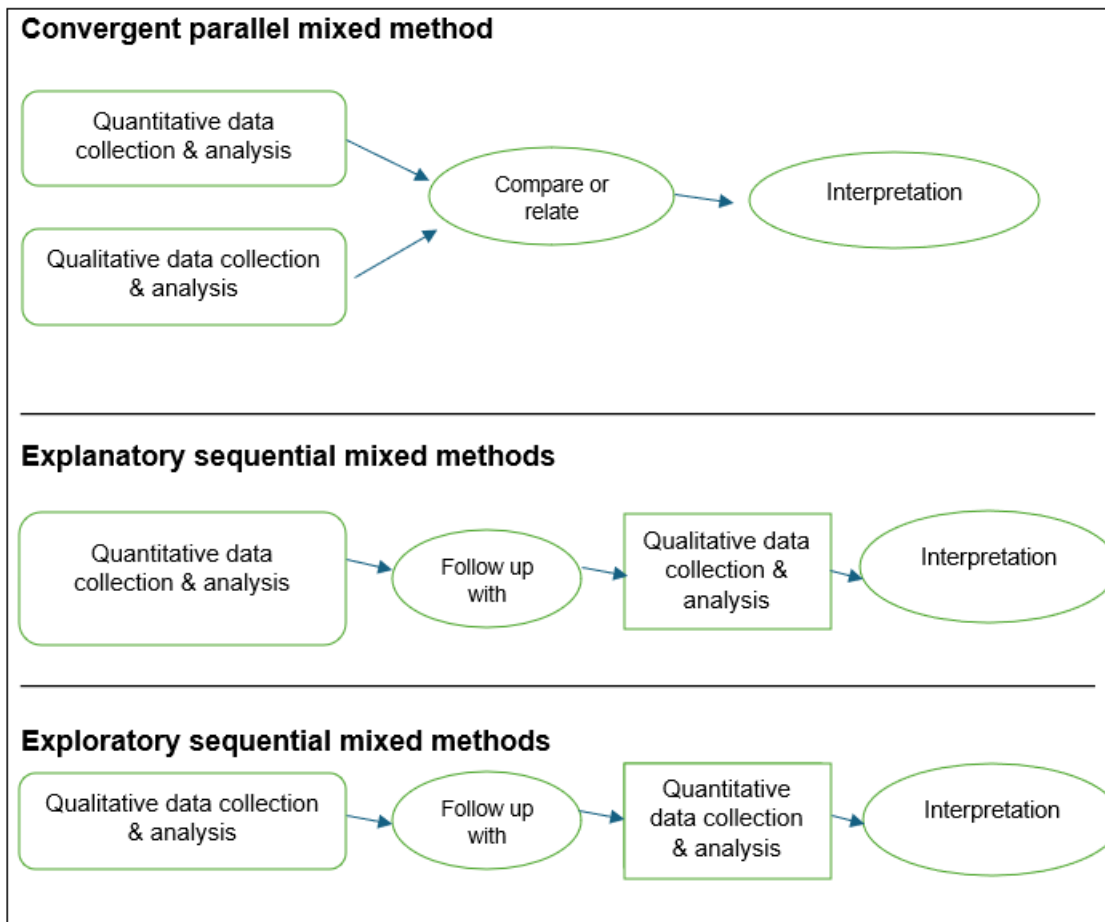 Convergent parallel mixed method
Quantitative data
collection & analysis
Qualitative data collection
& analysis
Compare or
relate
Interpretation
Explanatory sequential mixed methods
Quantitative data
collection & analysis
Follow up
with
Qualitative data
collection &
analysis
Interpretation
Exploratory sequential mixed methods
Qualitative data collection
& analysis
Follow up
with
Quantitative
data collection
& analysis
Interpretation